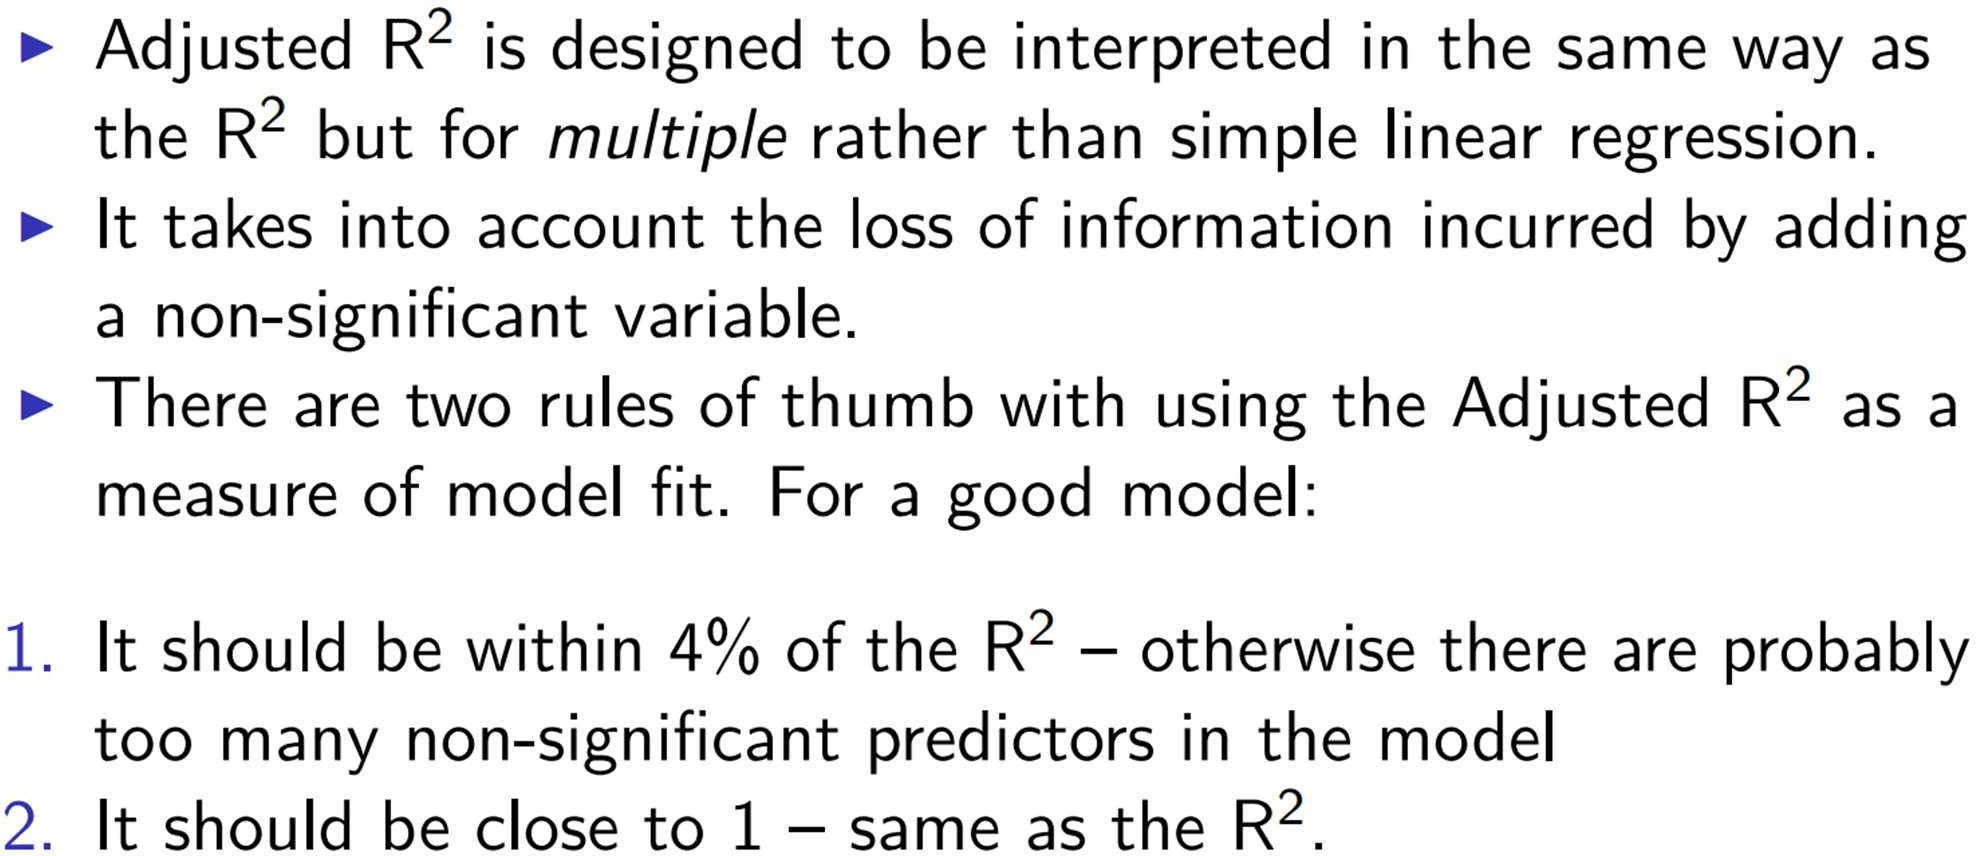 ▶ Adjusted R² is designed to be interpreted in the same way as
the R² but for multiple rather than simple linear regression.
▶ It takes into account the loss of information incurred by adding
a non-significant variable.
▶ There are two rules of thumb with using the Adjusted R² as a
measure of model fit. For a good model:
1. It should be within 4% of the R² – otherwise there are probably
too many non-significant predictors in the model
2. It should be close to 1 – same as the R².